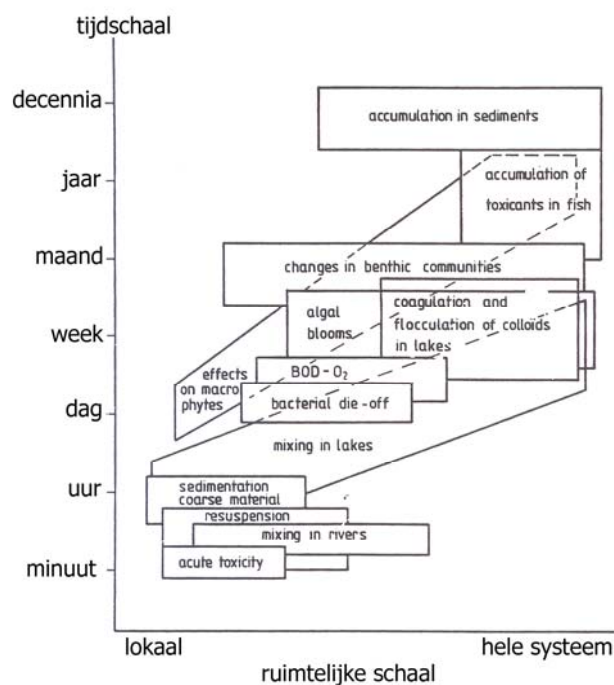 tijdschaal
decennia
accumulation in sediments
jaar
accumulation of
toxicants in fish
maand
changes in benthic communities
algal
blooms
coagulation and
flocculation of colloids
in lakes
week
effects
on macro
phytes
BOD-O₂
dag
bacterial die-off
mixing in lakes
uur
sedimentation
coarse material
resuspension
mixing in rivers
minuut
acute toxicity
lokaal
hele systeem
ruimtelijke schaal